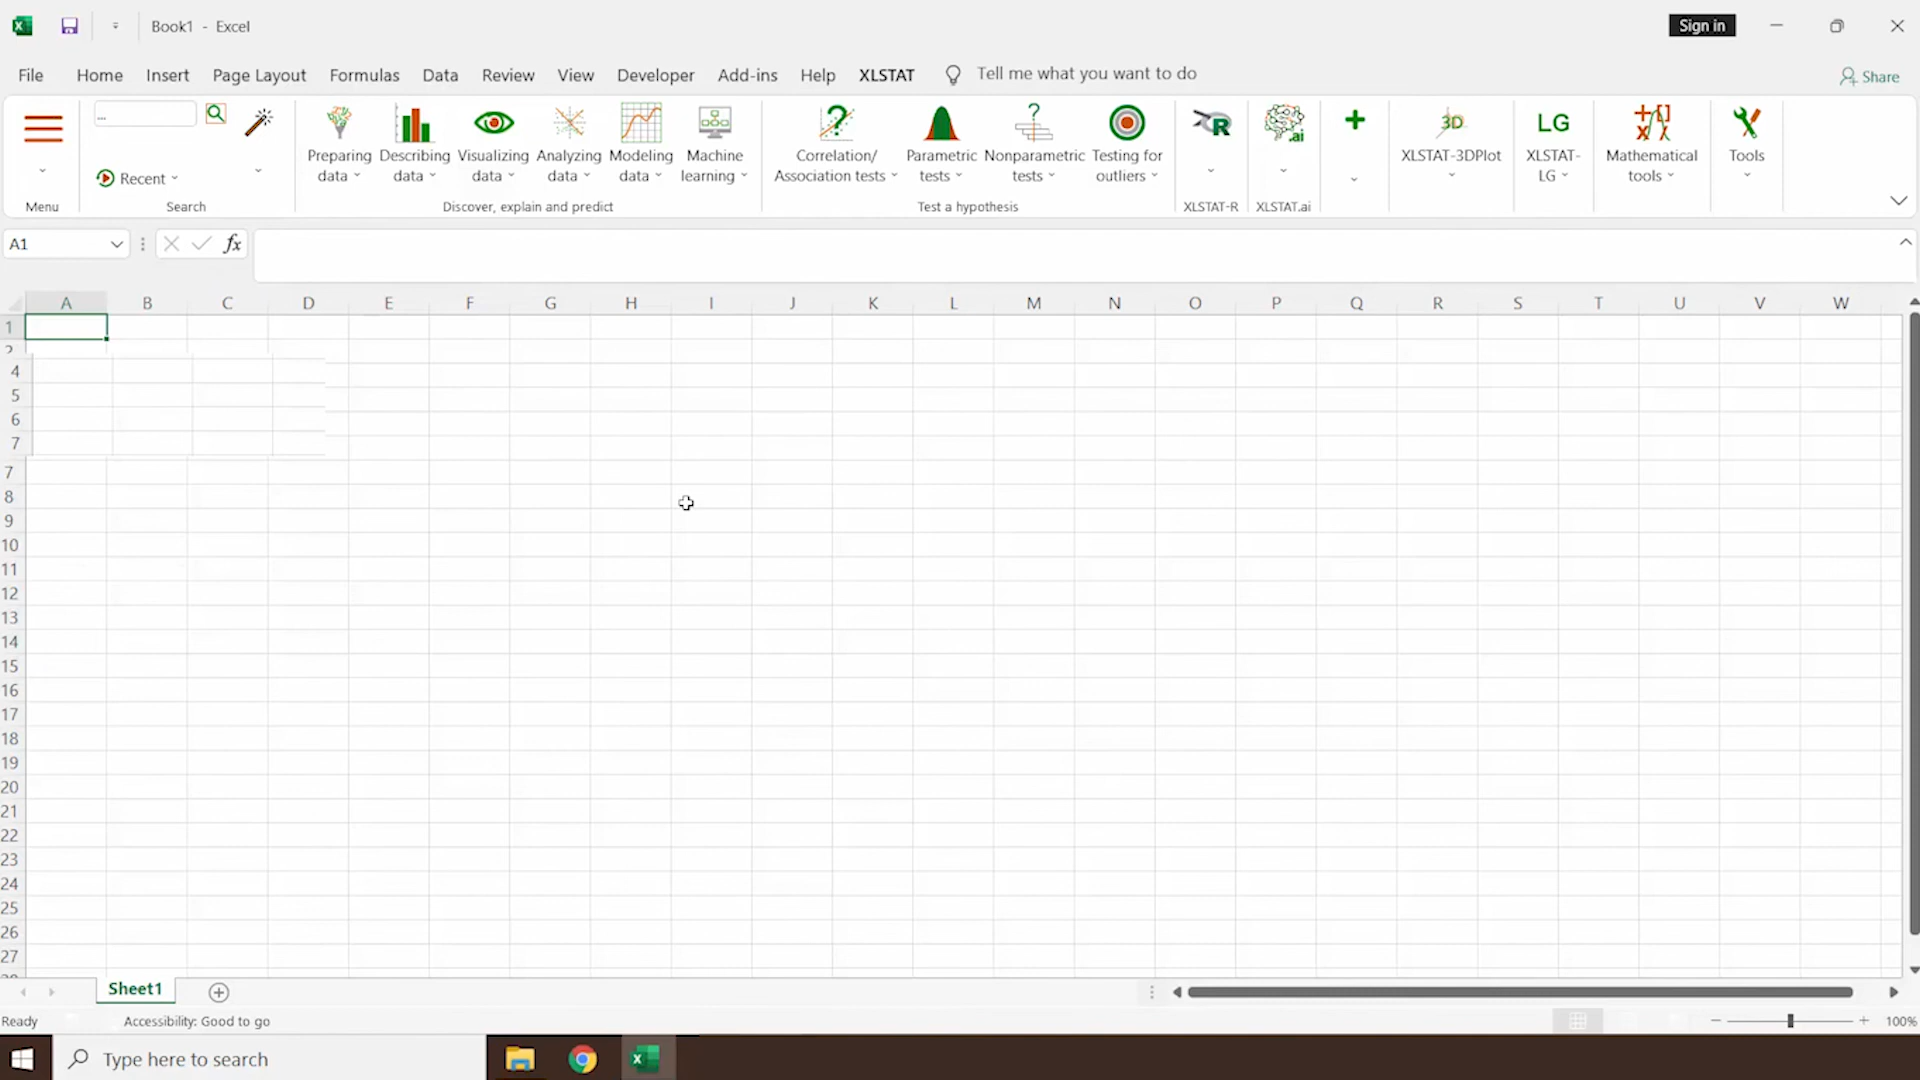 Book1 - Excel
Sign in
File Home Insert Page Layout Formulas Data Review View Developer Add-ins Help XLSTAT Tell me what you want to do
Share
...
Recent
Preparing data
Describing data
Visualizing data
Analyzing data
Modeling data
Machine learning
Correlation/ Association tests
Parametric tests
Nonparametric tests
Testing for outliers
R
.ai
3D
XLSTAT-3DPlot
LG
XLSTAT-LG
Mathematical tools
Tools
Menu
Search
Discover, explain and predict
Test a hypothesis
XLSTAT-R
XLSTAT.ai
A1
fx
A B C D E F G H I J K L M N O P Q R S T U V W
1
4
5
6
7
7
8
9
10
11
12
13
14
15
16
17
18
19
20
21
22
23
24
25
26
27
Sheet1
Ready
Accessibility: Good to go
100%
Type here to search